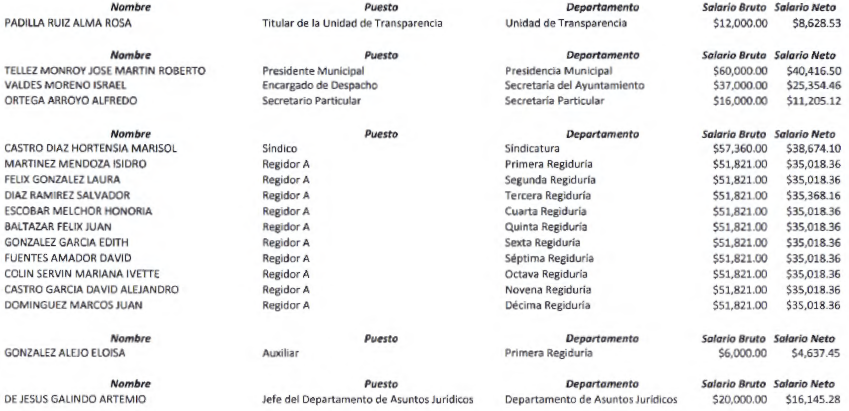 Nombre Puesto Departamento Salario Bruto Salario Neto
PADILLA RUIZ ALMA ROSA Titular de la Unidad de Transparencia Unidad de Transparencia $12,000.00 $8,628.53
Nombre Puesto Departamento Salario Bruto Salario Neto
TELLEZ MONROY JOSE MARTIN ROBERTO Presidente Municipal Presidencia Municipal $60,000.00 $40,416.50
VALDES MORENO ISRAEL Encargado de Despacho Secretaría del Ayuntamiento $37,000.00 $25,354.46
ORTEGA ARROYO ALFREDO Secretario Particular Secretaría Particular $16,000.00 $11,205.12
Nombre Puesto Departamento Salario Bruto Salario Neto
CASTRO DIAZ HORTENSIA MARISOL Síndico Sindicatura $57,360.00 $38,674.10
MARTINEZ MENDOZA ISIDRO Regidor A Primera Regiduría $51,821.00 $35,018.36
FELIX GONZALEZ LAURA Regidor A Segunda Regiduría $51,821.00 $35,018.36
DIAZ RAMIREZ SALVADOR Regidor A Tercera Regiduría $51,821.00 $35,368.16
ESCOBAR MELCHOR HONORIA Regidor A Cuarta Regiduría $51,821.00 $35,018.36
BALTAZAR FELIX JUAN Regidor A Quinta Regiduría $51,821.00 $35,018.36
GONZALEZ GARCIA EDITH Regidor A Sexta Regiduría $51,821.00 $35,018.36
FUENTES AMADOR DAVID Regidor A Séptima Regiduría $51,821.00 $35,018.36
COLIN SERVIN MARIANA IVETTE Regidor A Octava Regiduría $51,821.00 $35,018.36
CASTRO GARCIA DAVID ALEJANDRO Regidor A Novena Regiduría $51,821.00 $35,018.36
DOMINGUEZ MARCOS JUAN Regidor A Décima Regiduría $51,821.00 $35,018.36
Nombre Puesto Departamento Salario Bruto Salario Neto
GONZALEZ ALEJO ELOISA Auxiliar Primera Regiduría $6,000.00 $4,637.45
Nombre Puesto Departamento Salario Bruto Salario Neto
DE JESUS GALINDO ARTEMIO Jefe del Departamento de Asuntos Jurídicos Departamento de Asuntos Jurídicos $20,000.00 $16,145.28